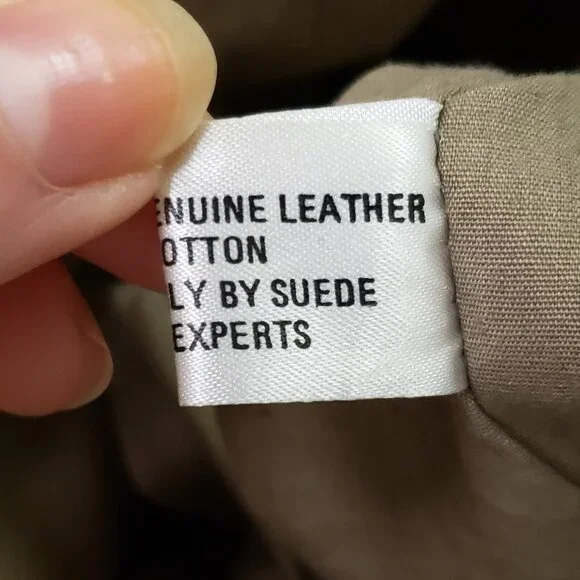 ENUINE LEATHER
OTTON
LY BY SUEDE
EXPERTS